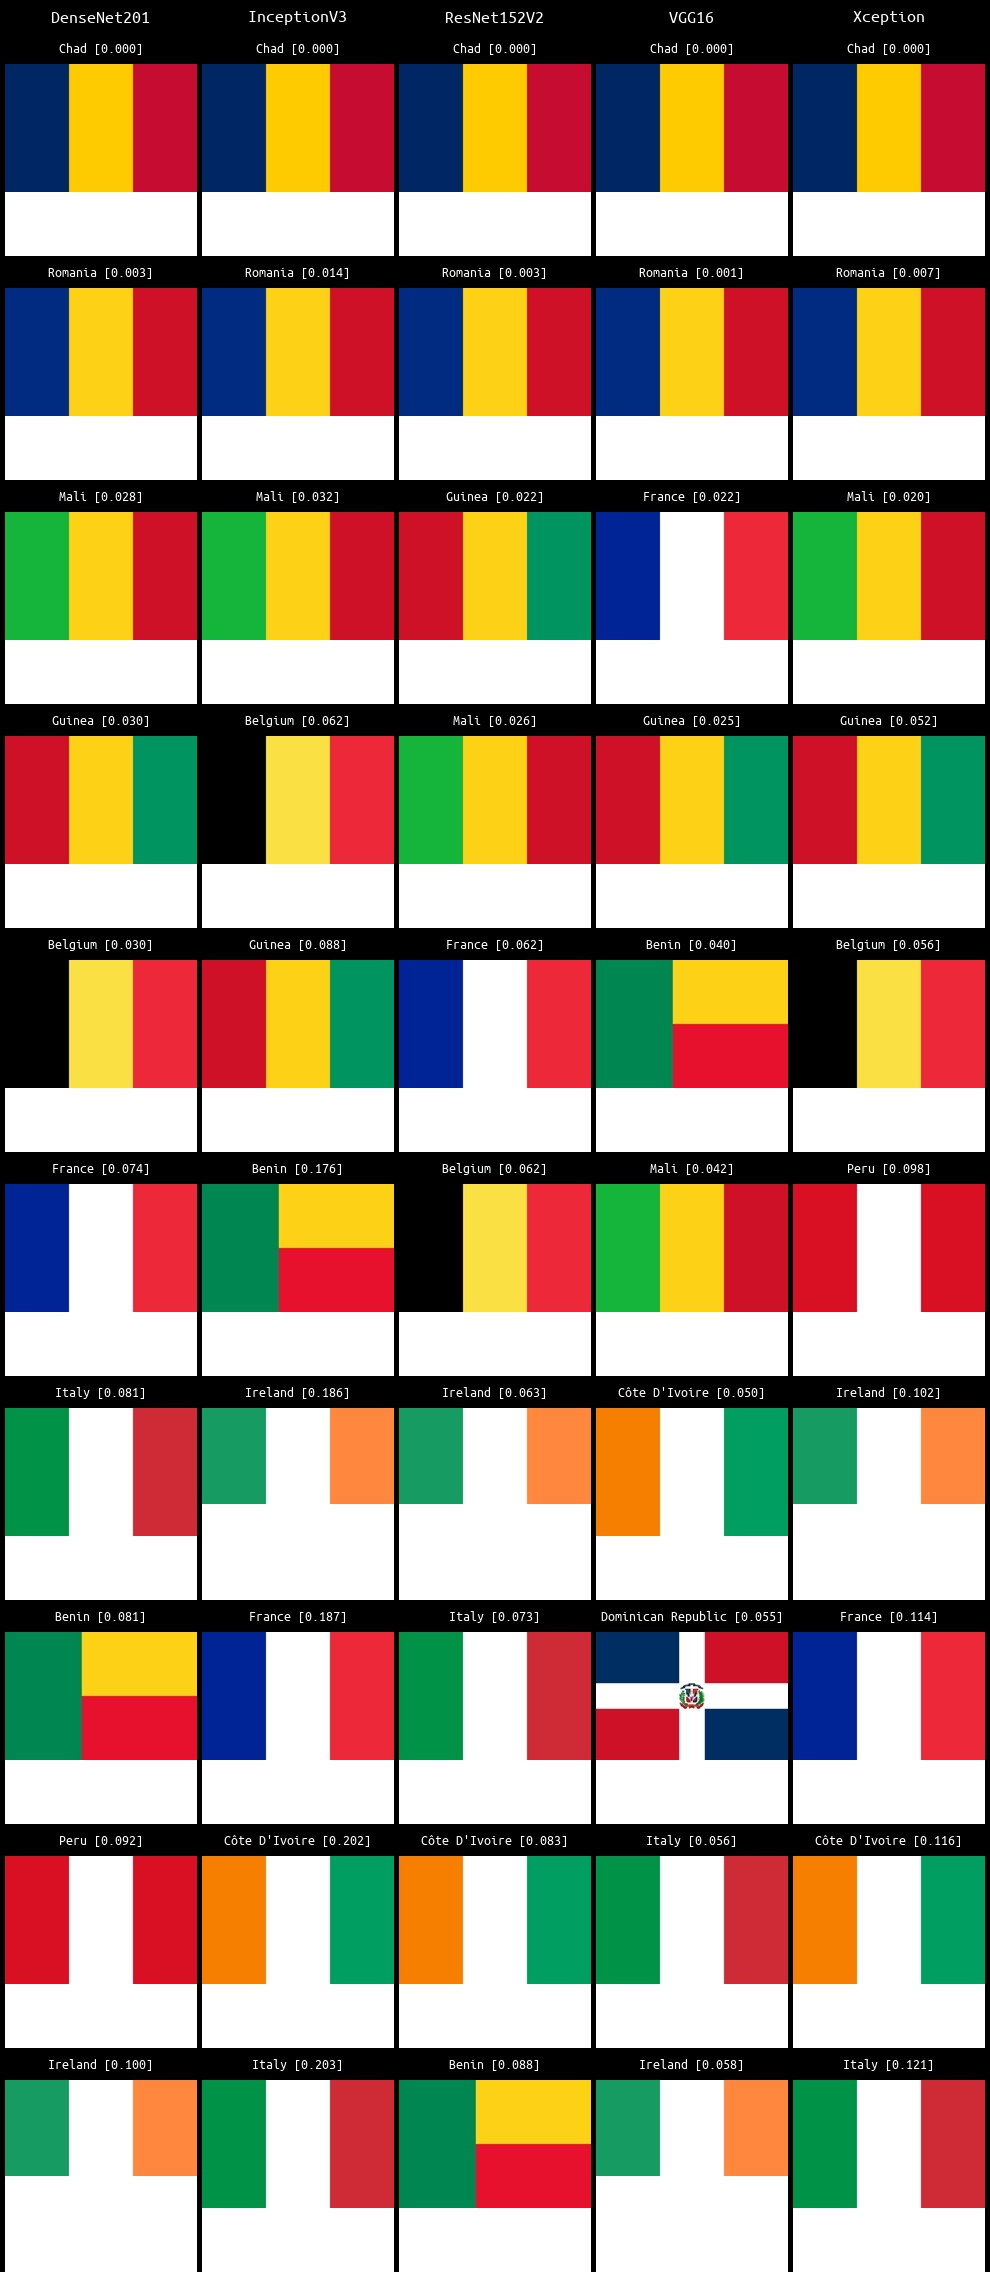 DenseNet201 InceptionV3 ResNet152V2 VGG16 Xception
Chad [0.000] Chad [0.000] Chad [0.000] Chad [0.000] Chad [0.000]
Romania [0.003] Romania [0.014] Romania [0.003] Romania [0.001] Romania [0.007]
Mali [0.028] Mali [0.032] Guinea [0.022] France [0.022] Mali [0.020]
Guinea [0.030] Belgium [0.062] Mali [0.026] Guinea [0.025] Guinea [0.052]
Belgium [0.030] Guinea [0.088] France [0.062] Benin [0.040] Belgium [0.056]
France [0.074] Benin [0.176] Belgium [0.062] Mali [0.042] Peru [0.098]
Italy [0.081] Ireland [0.186] Ireland [0.063] Côte D'Ivoire [0.050] Ireland [0.102]
Benin [0.081] France [0.187] Italy [0.073] Dominican Republic [0.055] France [0.114]
Peru [0.092] Côte D'Ivoire [0.202] Côte D'Ivoire [0.083] Italy [0.056] Côte D'Ivoire [0.116]
Ireland [0.100] Italy [0.203] Benin [0.088] Ireland [0.058] Italy [0.121]